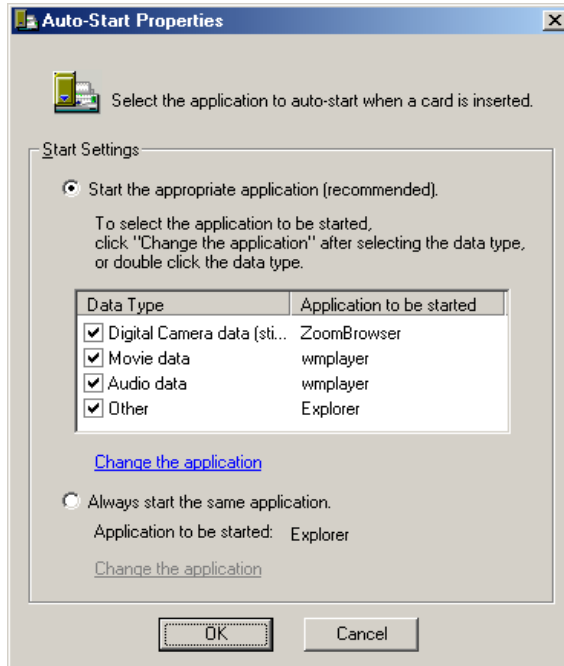 Auto-Start Properties
Select the application to auto-start when a card is inserted.
Start Settings
Start the appropriate application (recommended).
To select the application to be started,
click "Change the application" after selecting the data type,
or double click the data type.
Data Type Application to be started
Digital Camera data (sti... ZoomBrowser
Movie data wmplayer
Audio data wmplayer
Other Explorer
Change the application
Always start the same application.
Application to be started: Explorer
Change the application
OK Cancel